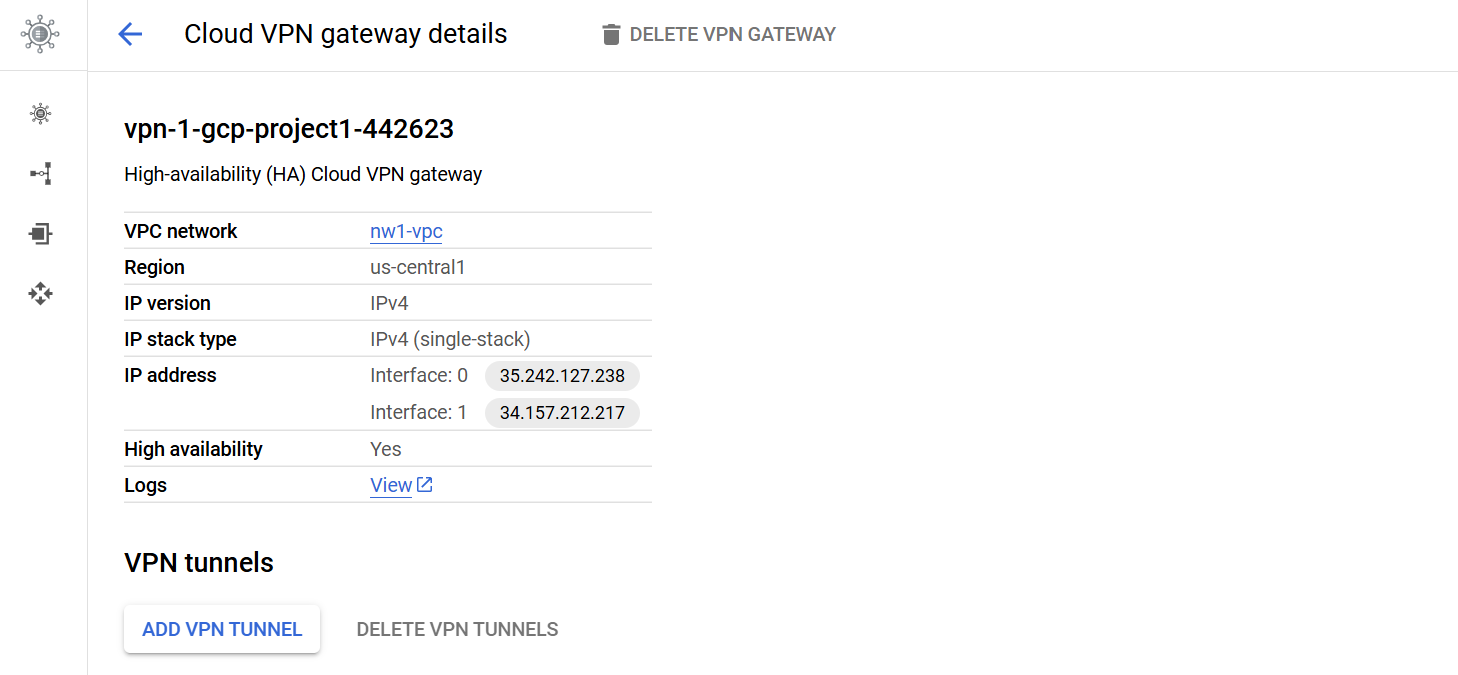 Cloud VPN gateway details
DELETE VPN GATEWAY
vpn-1-gcp-project1-442623
High-availability (HA) Cloud VPN gateway
VPC network nw1-vpc
Region us-central1
IP version IPv4
IP stack type IPv4 (single-stack)
IP address Interface: 0 35.242.127.238
Interface: 1 34.157.212.217
High availability Yes
Logs View
VPN tunnels
ADD VPN TUNNEL DELETE VPN TUNNELS